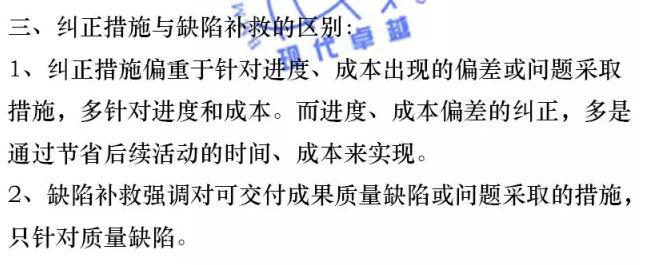 三、纠正措施与缺陷补救的区别:
现代卓越
1、纠正措施偏重于针对进度、成本出现的偏差或问题采取
措施，多针对进度和成本。而进度、成本偏差的纠正，多是
通过节省后续活动的时间、成本来实现。
2、缺陷补救强调对可交付成果质量缺陷或问题采取的措施，
只针对质量缺陷。